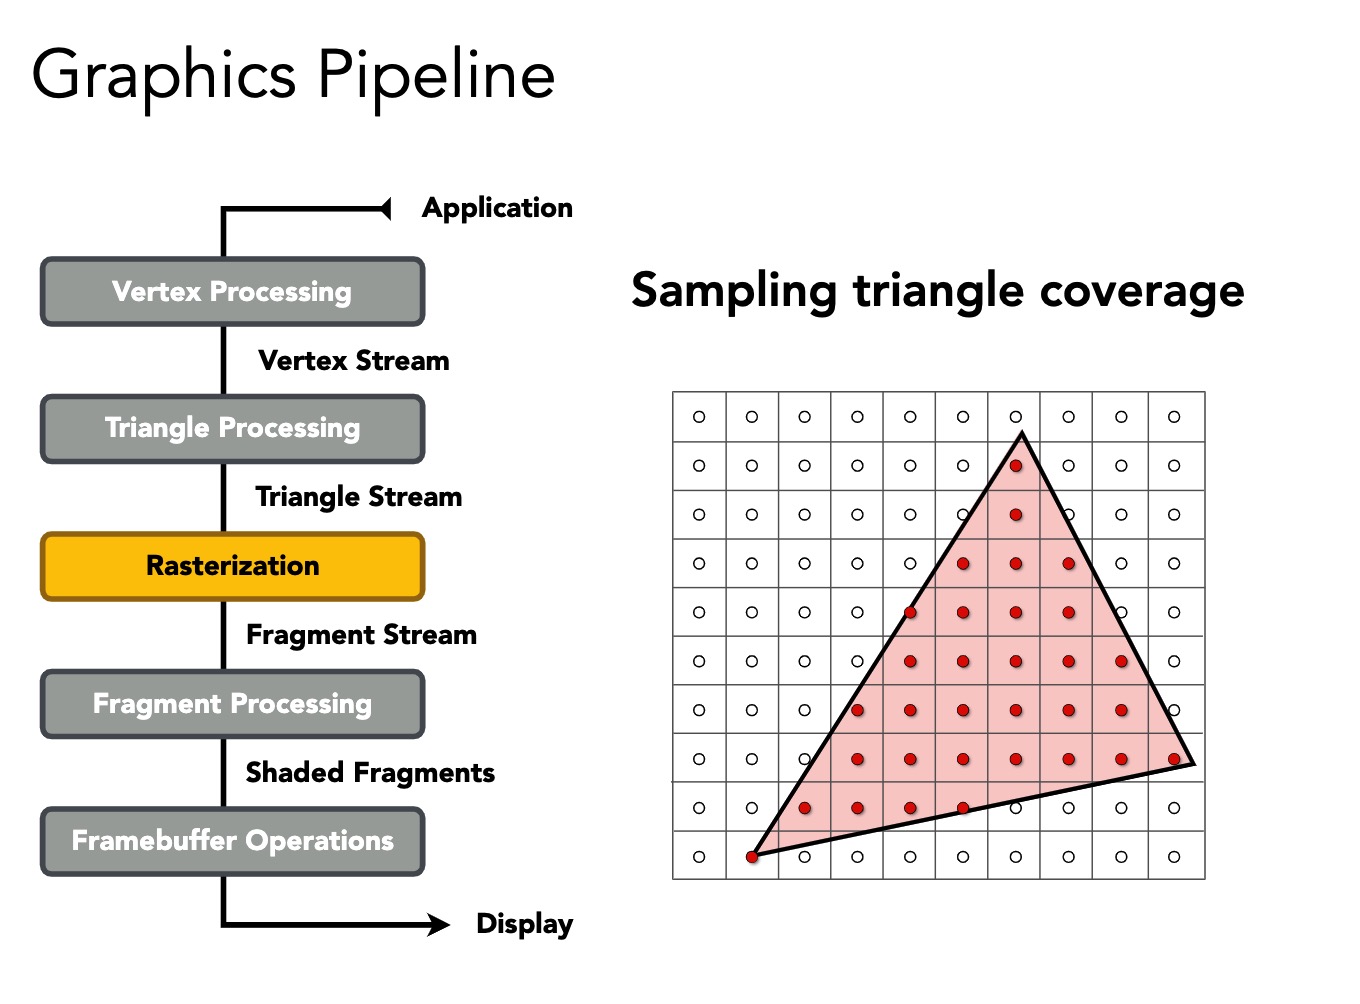 Graphics Pipeline
Application
Vertex Processing
Vertex Stream
Triangle Processing
Triangle Stream
Rasterization
Fragment Stream
Fragment Processing
Shaded Fragments
Framebuffer Operations
Display
Sampling triangle coverage